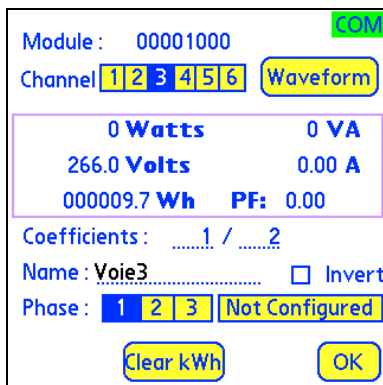 COM
Module : 00001000
Channel 1 2 3 4 5 6 Waveform
0 Watts 0 VA
266.0 Volts 0.00 A
000009.7 Wh PF: 0.00
Coefficients : 1 / 2
Name : Voie3 Invert
Phase : 1 2 3 Not Configured
Clear kWh OK